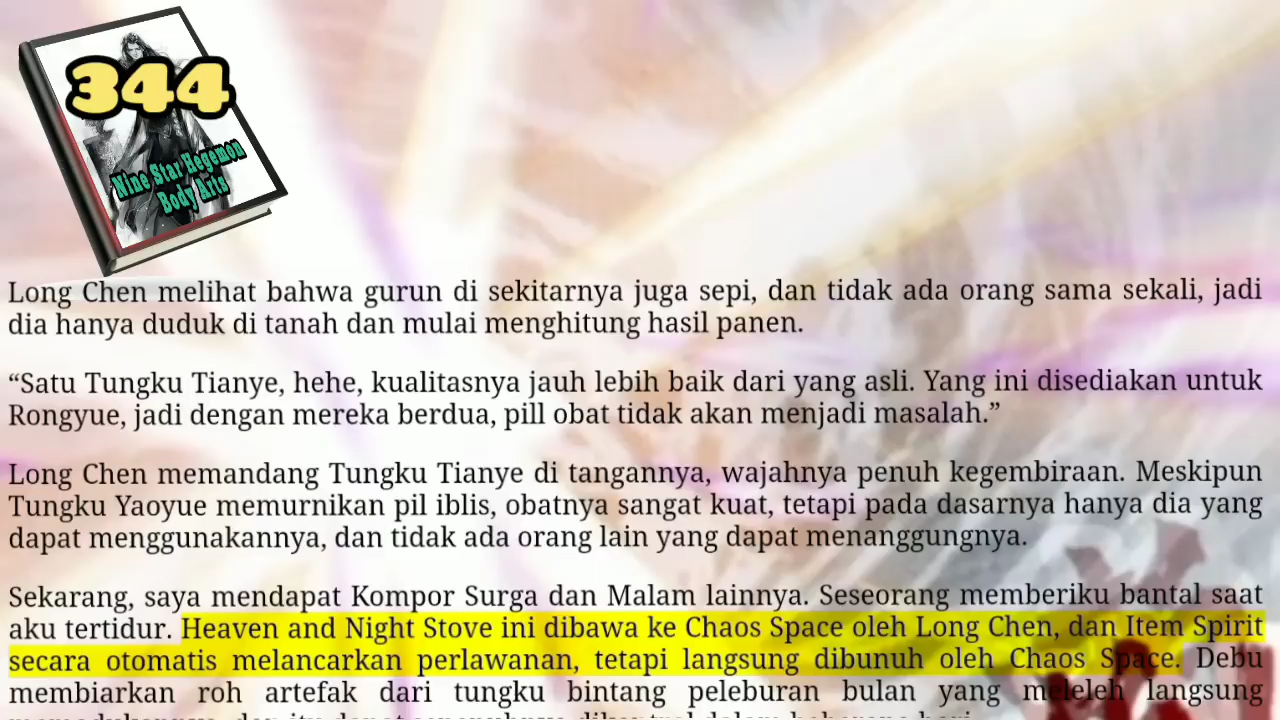 344
Nine Star Hegemon
Body Arts
Long Chen melihat bahwa gurun di sekitarnya juga sepi, dan tidak ada orang sama sekali, jadi
dia hanya duduk di tanah dan mulai menghitung hasil panen.
“Satu Tungku Tianye, hehe, kualitasnya jauh lebih baik dari yang asli. Yang ini disediakan untuk
Rongyue, jadi dengan mereka berdua, pill obat tidak akan menjadi masalah.”
Long Chen memandang Tungku Tianye di tangannya, wajahnya penuh kegembiraan. Meskipun
Tungku Yaoyue memurnikan pil iblis, obatnya sangat kuat, tetapi pada dasarnya hanya dia yang
dapat menggunakannya, dan tidak ada orang lain yang dapat menanggungnya.
Sekarang, saya mendapat Kompor Surga dan Malam lainnya. Seseorang memberiku bantal saat
aku tertidur. Heaven and Night Stove ini dibawa ke Chaos Space oleh Long Chen, dan Item Spirit
secara otomatis melancarkan perlawanan, tetapi langsung dibunuh oleh Chaos Space. Debu
membiarkan roh artefak dari tungku bintang peleburan bulan yang meleleh langsung